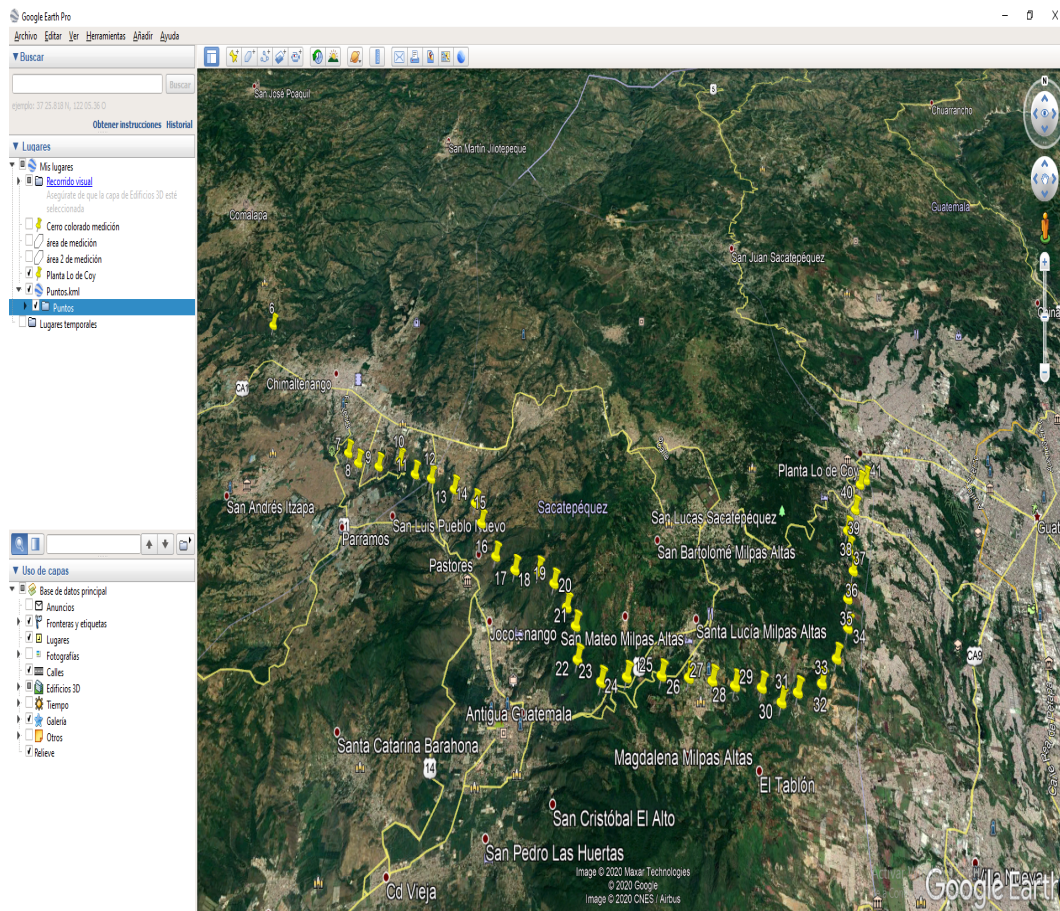 Google Earth Pro
Archivo Editar Ver Herramientas Añadir Ayuda
Buscar
Buscar
ejemplo: 37 25.818 N, 122 05.36 O
Obtener instrucciones Historial
Lugares
Mis lugares
Recorrido visual
Asegúrate de que la capa de Edificios 3D esté
seleccionada
Cerro colorado medición
área de medición
área 2 de medición
Planta Lo de Coy
Puntos.kml
Puntos
Lugares temporales
Uso de capas
Base de datos principal
Anuncios
Fronteras y etiquetas
Lugares
Fotografías
Calles
Edificios 3D
Tiempo
Galería
Otros
Relieve
San José Poaquil
5
Chuarrancho
N
San Martín Jilotepeque
Comalapa
Guatemala
San Juan Sacatepéquez
6
Chimaltenango
CA1
7
8
9
10
11
12
13
14
15
Planta Lo de Coy
41
40
San Andrés Itzapa
San Luis Pueblo Nuevo
Parramos
Sacatepéquez
San Lucas Sacatepéquez
39
San Bartolomé Milpas Altas
38
37
16
Pastores
17
18
19
20
36
21
35
34
Jocotenango
San Mateo Milpas Altas
Santa Lucía Milpas Altas
CA9
22
23
24
25
26
27
28
29
30
31
32
33
Antigua Guatemala
Santa Catarina Barahona
14
Magdalena Milpas Altas
El Tablón
San Cristóbal El Alto
San Pedro Las Huertas
Cd Vieja
Image © 2020 Maxar Technologies
© 2020 Google
Image © 2020 CNES / Airbus
Google Earth